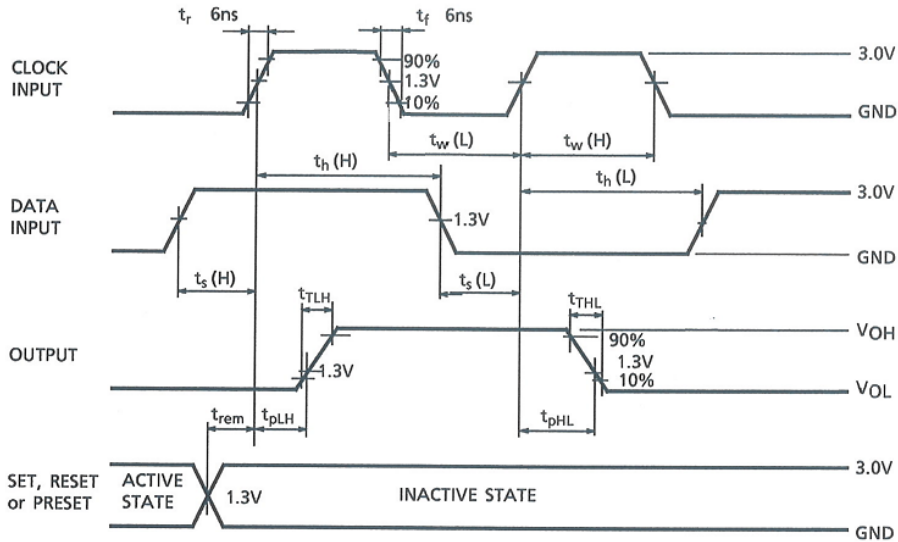 tr 6ns
tf 6ns
CLOCK
INPUT
90%
1.3V
10%
3.0V
GND
tw (L)
tw (H)
th (H)
th (L)
DATA
INPUT
1.3V
3.0V
GND
ts (H)
ts (L)
tTLH
tTHL
OUTPUT
1.3V
90%
1.3V
10%
VOH
VOL
trem
tpLH
tpHL
SET, RESET
or PRESET
ACTIVE
STATE
1.3V
INACTIVE STATE
3.0V
GND